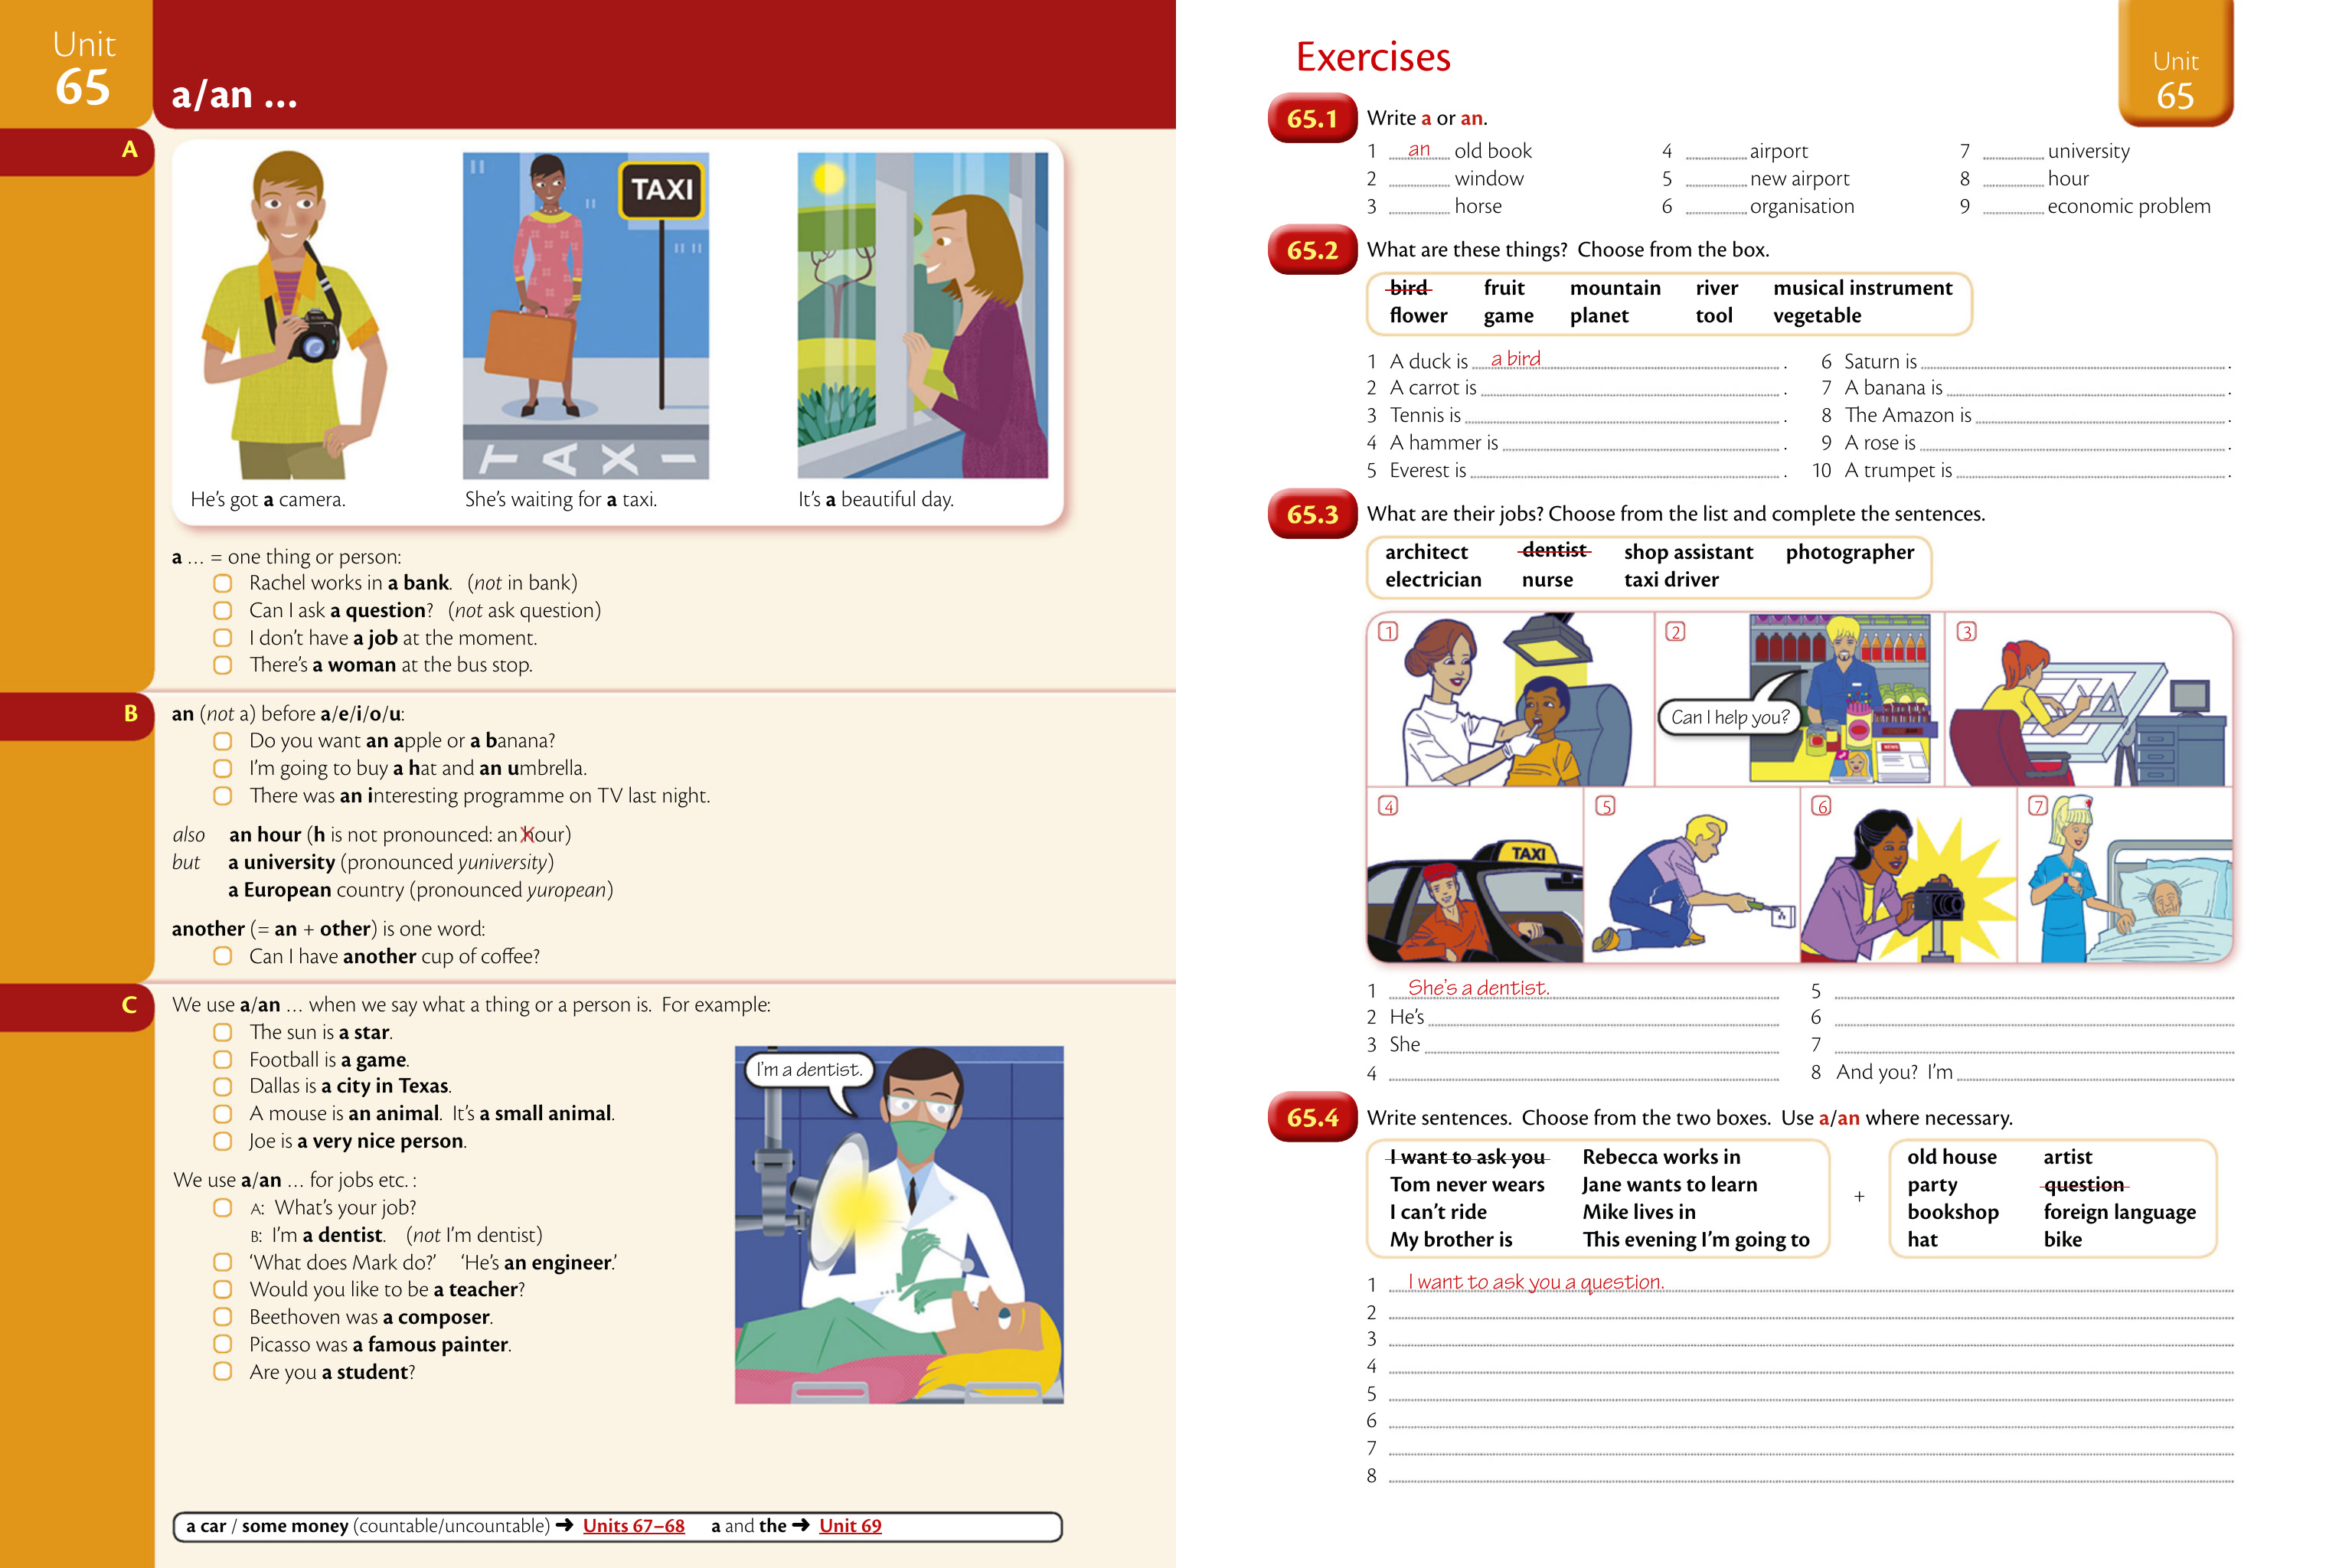 Unit
65
a/an ...
A
TAXI
TAXI
He's got a camera.
She's waiting for a taxi.
It's a beautiful day.
a ... = one thing or person:
Rachel works in a bank. (not in bank)
Can I ask a question? (not ask question)
I don't have a job at the moment.
There's a woman at the bus stop.
B
an (not a) before a/e/i/o/u:
Do you want an apple or a banana?
I'm going to buy a hat and an umbrella.
There was an interesting programme on TV last night.
also an hour (h is not pronounced: an hour)
but a university (pronounced yuniversity)
a European country (pronounced yuropean)
another (= an + other) is one word:
Can I have another cup of coffee?
C
We use a/an ... when we say what a thing or a person is. For example:
The sun is a star.
Football is a game.
Dallas is a city in Texas.
A mouse is an animal. It's a small animal.
Joe is a very nice person.
We use a/an ... for jobs etc. :
A: What's your job?
B: I'm a dentist. (not I'm dentist)
'What does Mark do?' 'He's an engineer.'
Would you like to be a teacher?
Beethoven was a composer.
Picasso was a famous painter.
Are you a student?
I'm a dentist.
a car / some money (countable/uncountable) ➜ Units 67–68 a and the ➜ Unit 69
Exercises
Unit
65
65.1 Write a or an.
1 an old book
2 window
3 horse
4 airport
5 new airport
6 organisation
7 university
8 hour
9 economic problem
65.2 What are these things? Choose from the box.
bird fruit mountain river musical instrument
flower game planet tool vegetable
1 A duck is a bird .
2 A carrot is .
3 Tennis is .
4 A hammer is .
5 Everest is .
6 Saturn is .
7 A banana is .
8 The Amazon is .
9 A rose is .
10 A trumpet is .
65.3 What are their jobs? Choose from the list and complete the sentences.
architect dentist shop assistant photographer
electrician nurse taxi driver
1
2
Can I help you?
NEWS
3
4
TAXI
5
6
7
1 She's a dentist.
2 He's
3 She
4
5
6
7
8 And you? I'm
65.4 Write sentences. Choose from the two boxes. Use a/an where necessary.
I want to ask you Rebecca works in
Tom never wears Jane wants to learn
I can't ride Mike lives in
My brother is This evening I'm going to
+
old house artist
party question
bookshop foreign language
hat bike
1 I want to ask you a question.
2
3
4
5
6
7
8